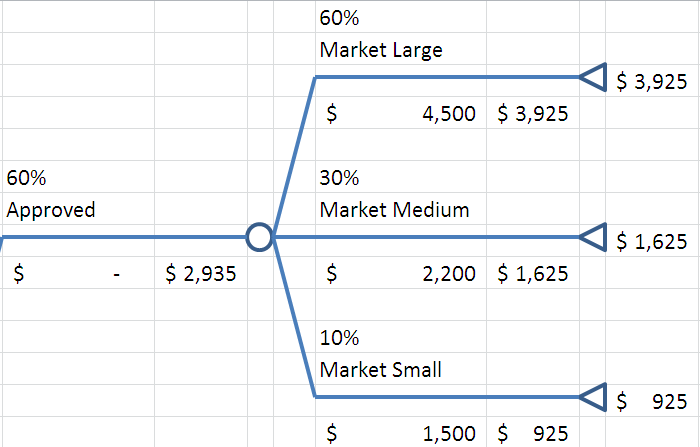 60%
Market Large
$ 3,925
$ 4,500 $ 3,925
60%
Approved
$ - $ 2,935
30%
Market Medium
$ 1,625
$ 2,200 $ 1,625
10%
Market Small
$ 925
$ 1,500 $ 925